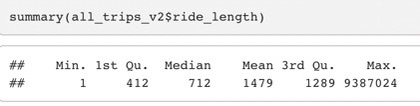 summary(all_trips_v2$ride_length)
##    Min. 1st Qu.  Median    Mean 3rd Qu.    Max.
##       1     412     712    1479    1289 9387024